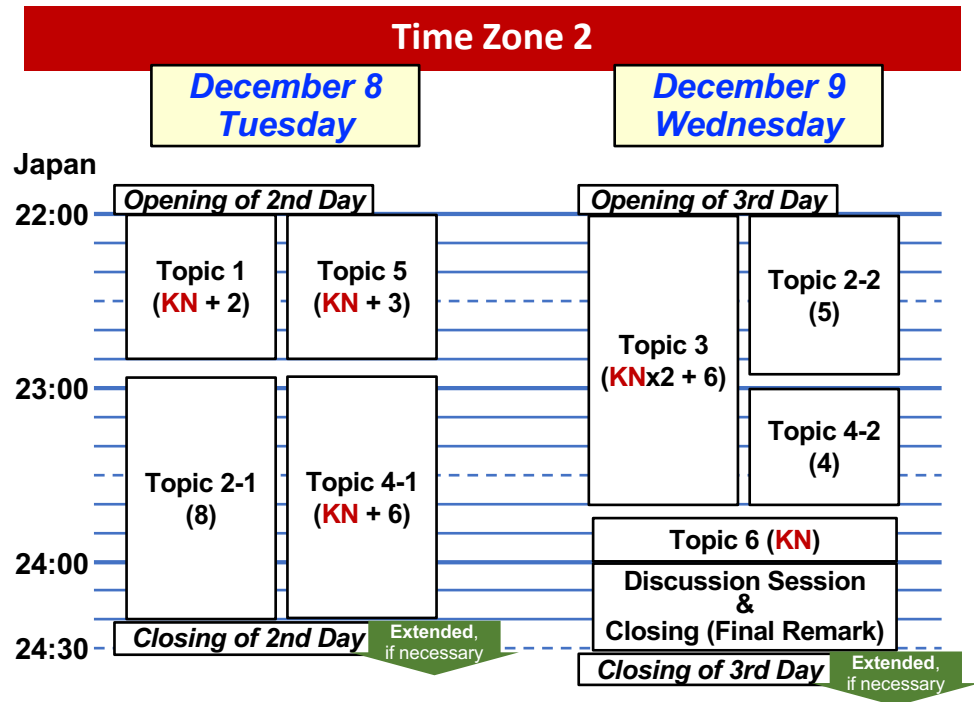 Time Zone 2
December 8
Tuesday
December 9
Wednesday
Japan
Opening of 2nd Day
Opening of 3rd Day
22:00
Topic 1
(KN + 2)
Topic 5
(KN + 3)
Topic 2-2
(5)
Topic 3
(KNx2 + 6)
23:00
Topic 4-2
(4)
Topic 2-1
(8)
Topic 4-1
(KN + 6)
Topic 6 (KN)
24:00
Discussion Session
&
Closing (Final Remark)
Closing of 2nd Day
Extended,
if necessary
24:30
Closing of 3rd Day
Extended,
if necessary